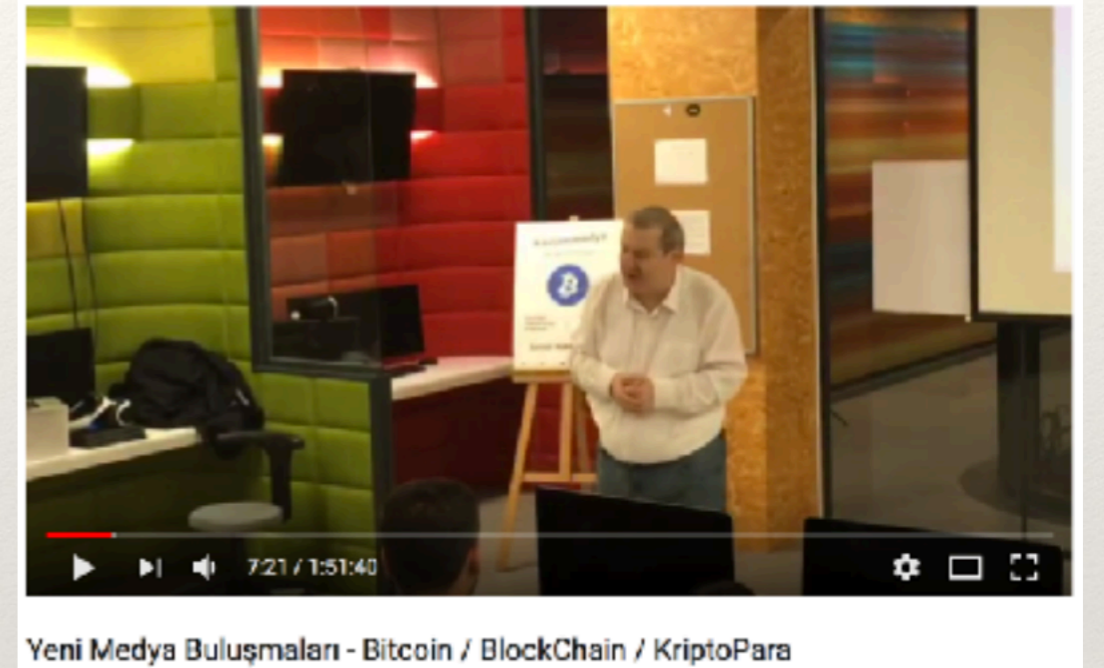 7:21 / 1:51:40
Yeni Medya Buluşmaları - Bitcoin / BlockChain / KriptoPara